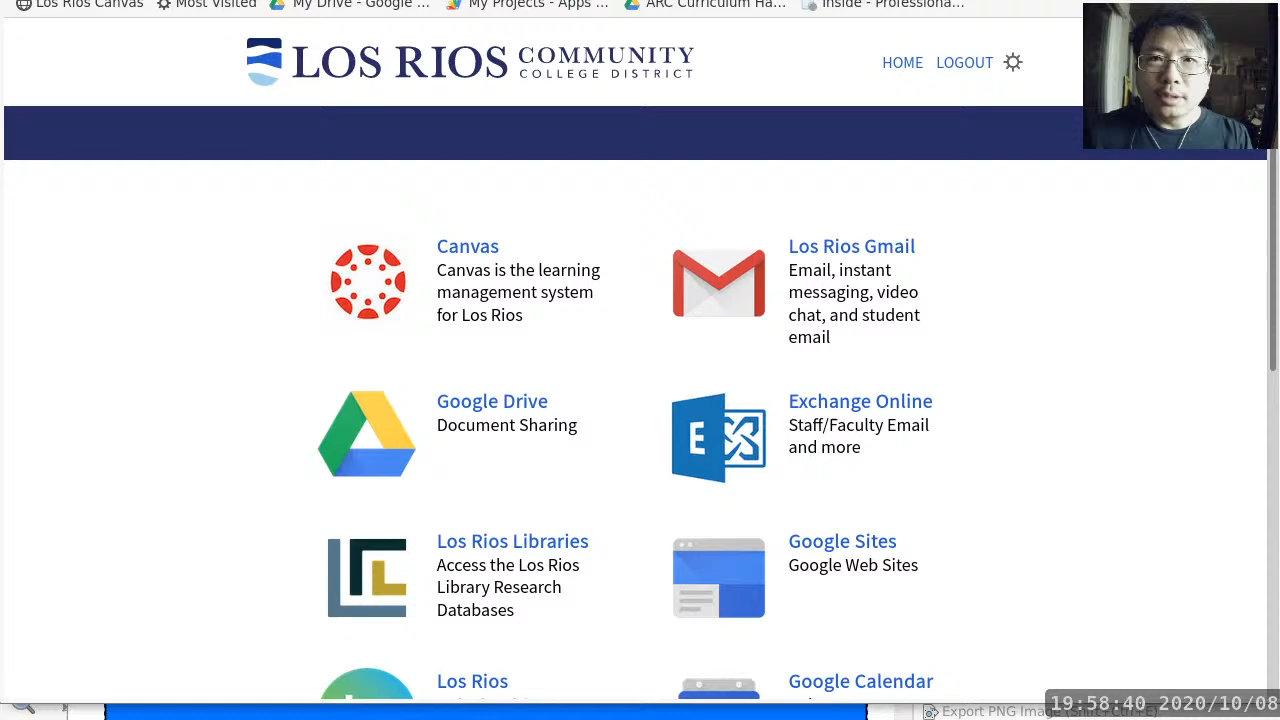 Los Rios Canvas Most Visited My Drive - Google ... My Projects - Apps ... ARC Curriculum Ha... Inside - Professiona...
LOS RIOS COMMUNITY
COLLEGE DISTRICT
HOME LOGOUT
Canvas
Canvas is the learning
management system
for Los Rios
Los Rios Gmail
Email, instant
messaging, video
chat, and student
email
Google Drive
Document Sharing
Exchange Online
Staff/Faculty Email
and more
Los Rios Libraries
Access the Los Rios
Library Research
Databases
Google Sites
Google Web Sites
Los Rios
Google Calendar
19:58:40 2020/10/08
Export PNG Image (Shift+Ctrl+E)